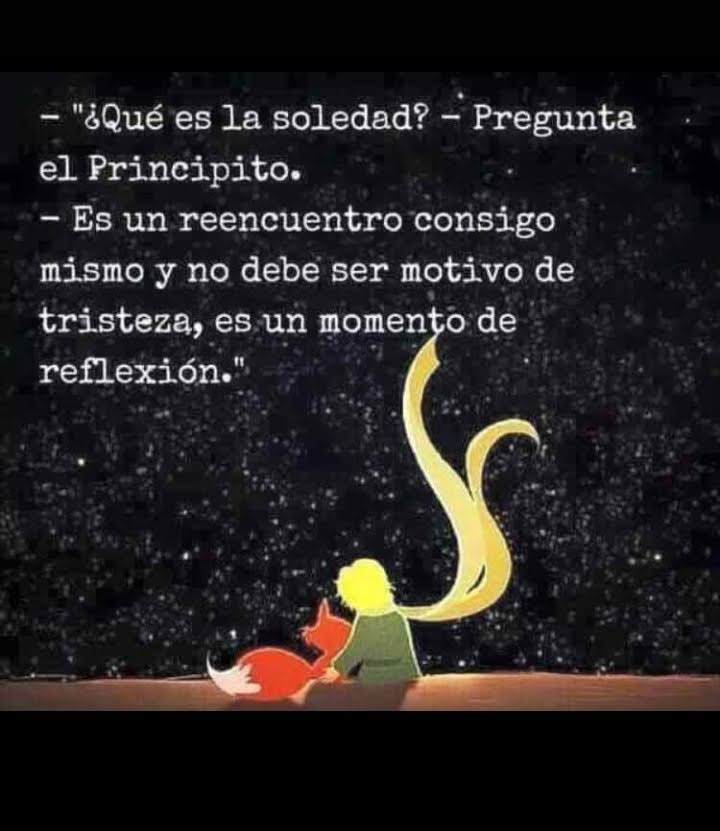 – "¿Qué es la soledad? – Pregunta
el Principito.
– Es un reencuentro consigo
mismo y no debe ser motivo de
tristeza, es un momento de
reflexión."